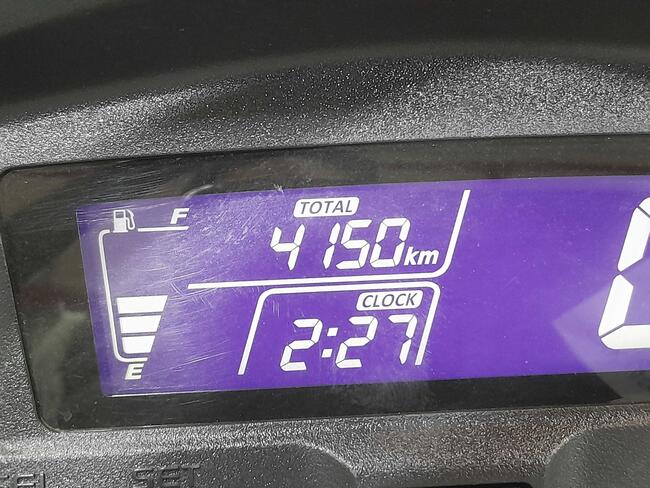 F
TOTAL
4150km
CLOCK
2:27
E
SET